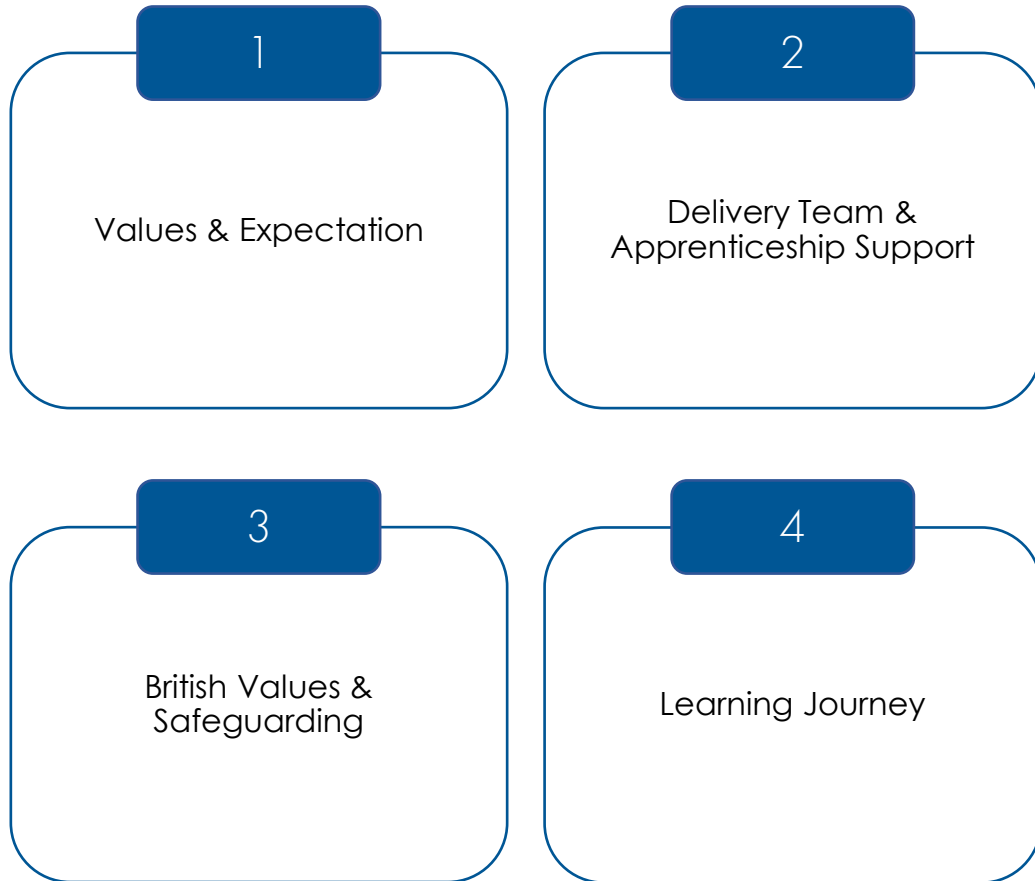 1
Values & Expectation
2
Delivery Team &
Apprenticeship Support
3
British Values &
Safeguarding
4
Learning Journey